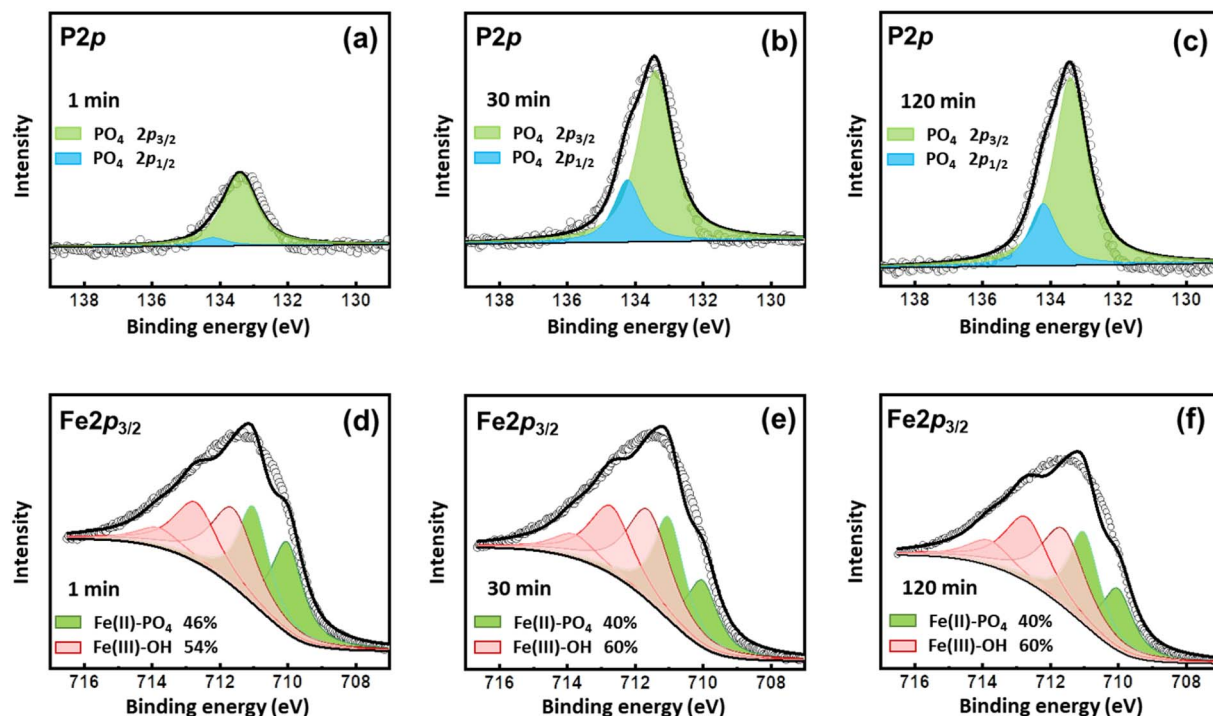 P2p (a)
1 min
PO4 2p3/2
PO4 2p1/2
Intensity
138 136 134 132 130
Binding energy (eV)
P2p (b)
30 min
PO4 2p3/2
PO4 2p1/2
Intensity
138 136 134 132 130
Binding energy (eV)
P2p (c)
120 min
PO4 2p3/2
PO4 2p1/2
Intensity
138 136 134 132 130
Binding energy (eV)
Fe2p3/2 (d)
1 min
Fe(II)-PO4 46%
Fe(III)-OH 54%
Intensity
716 714 712 710 708
Binding energy (eV)
Fe2p3/2 (e)
30 min
Fe(II)-PO4 40%
Fe(III)-OH 60%
Intensity
716 714 712 710 708
Binding energy (eV)
Fe2p3/2 (f)
120 min
Fe(II)-PO4 40%
Fe(III)-OH 60%
Intensity
716 714 712 710 708
Binding energy (eV)